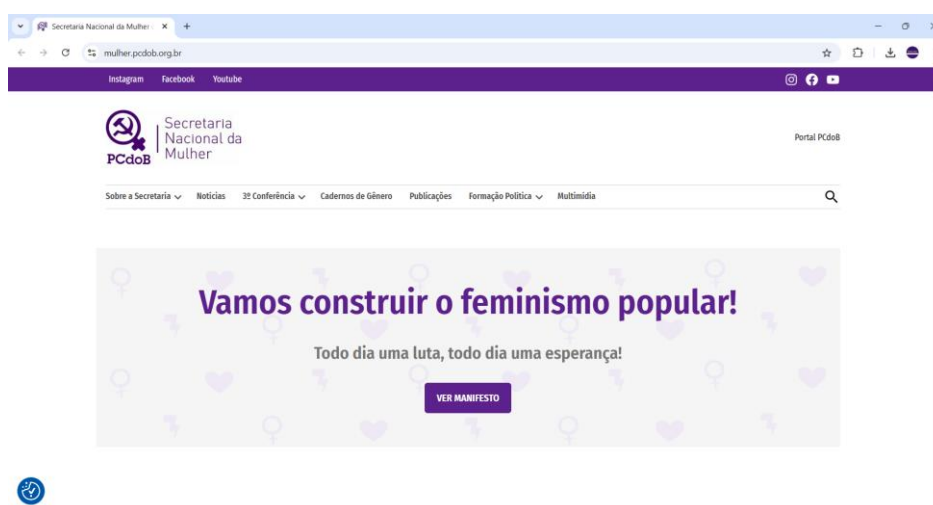 Secretaria Nacional da Mulher
mulher.pcdob.org.br
Instagram Facebook Youtube
PCdoB
Secretaria
Nacional da
Mulher
Portal PCdoB
Sobre a Secretaria Notícias 3ª Conferência Cadernos de Gênero Publicações Formação Política Multimídia
Vamos construir o feminismo popular!
Todo dia uma luta, todo dia uma esperança!
VER MANIFESTO